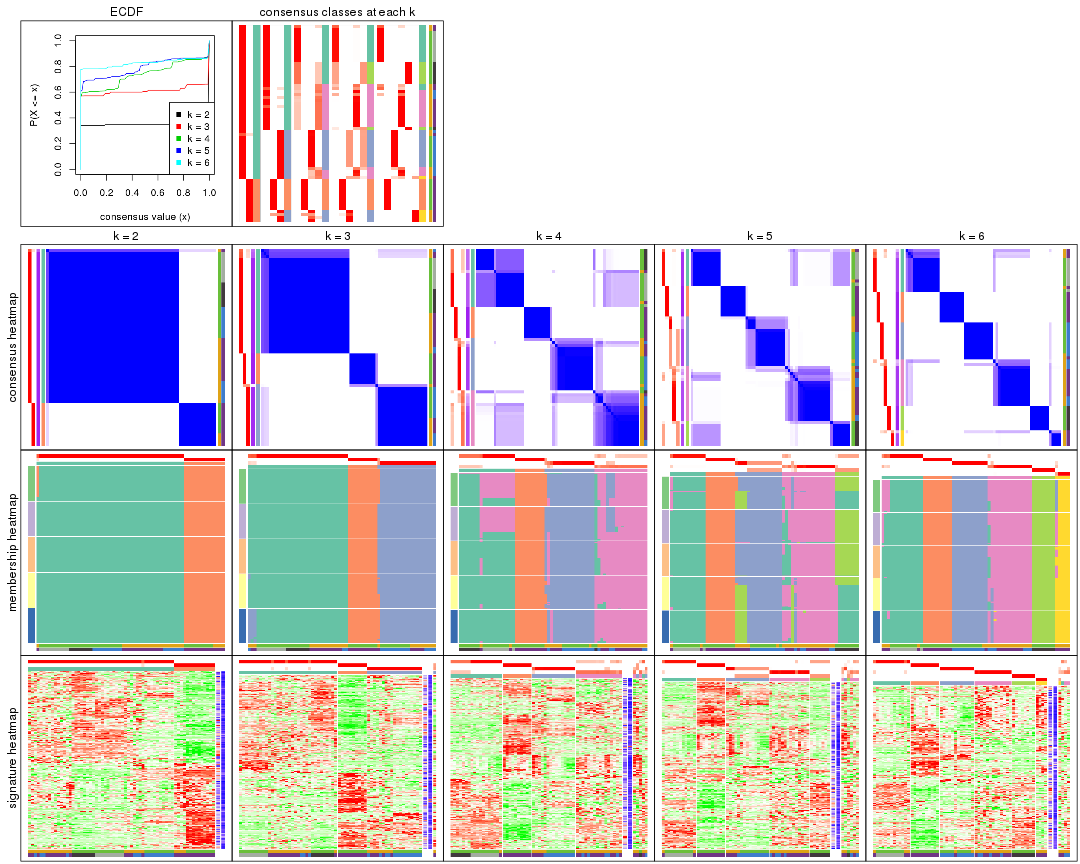 ECDF
consensus classes at each k
P(X <= x)
0.0 0.2 0.4 0.6 0.8 1.0
k = 2
k = 3
k = 4
k = 5
k = 6
0.0 0.2 0.4 0.6 0.8 1.0
consensus value (x)
k = 2
k = 3
k = 4
k = 5
k = 6
consensus heatmap
membership heatmap
signature heatmap